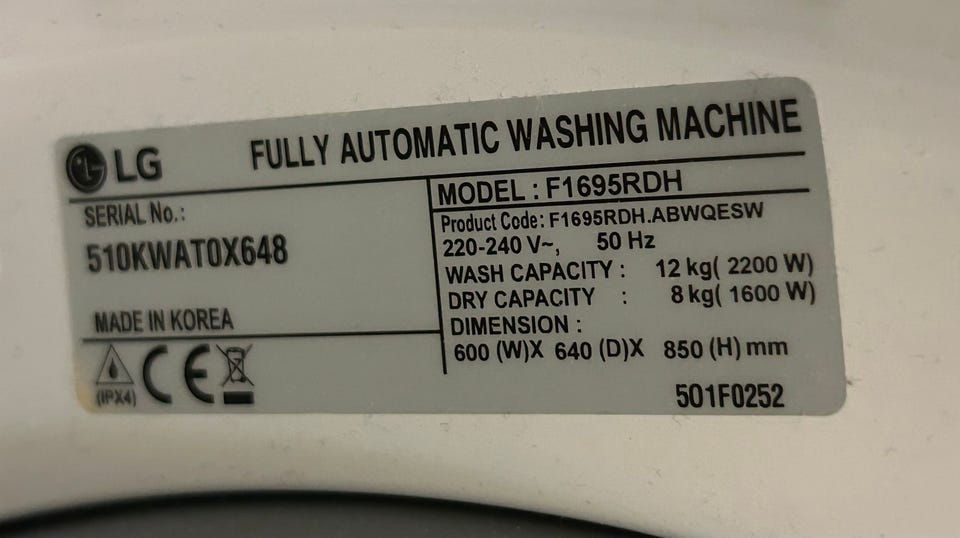 LG FULLY AUTOMATIC WASHING MACHINE
SERIAL No.:
510KWAT0X648
MADE IN KOREA
(IPX4) CE
MODEL : F1695RDH
Product Code: F1695RDH.ABWQESW
220-240 V~, 50 Hz
WASH CAPACITY : 12 kg( 2200 W)
DRY CAPACITY : 8 kg( 1600 W)
DIMENSION :
600 (W)X 640 (D)X 850 (H) mm
501F0252